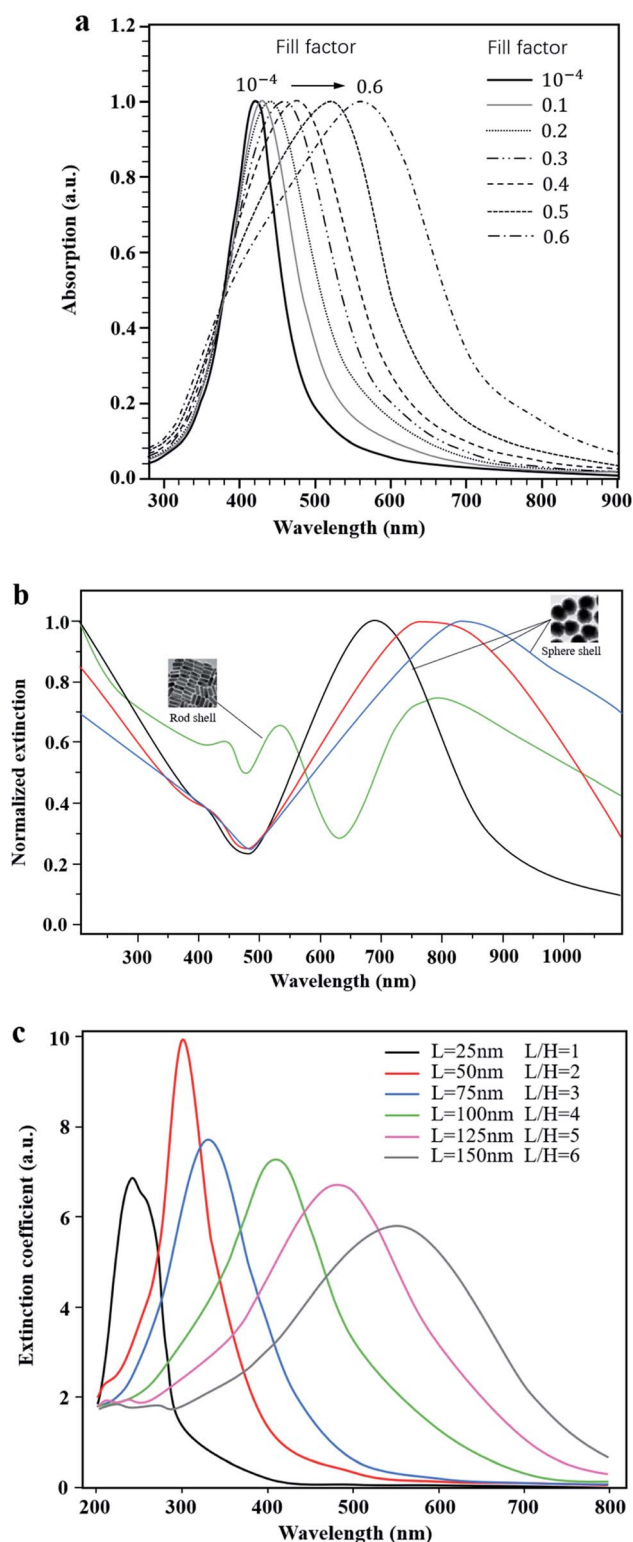 a
Fill factor
10⁻⁴ 0.6
Fill factor
10⁻⁴
0.1
0.2
0.3
0.4
0.5
0.6
1.2
1.0
0.8
0.6
0.4
0.2
0.0
Absorption (a.u.)
300 400 500 600 700 800 900
Wavelength (nm)
b
Sphere shell
Rod shell
1.0
0.8
0.6
0.4
0.2
0.0
Normalized extinction
300 400 500 600 700 800 900 1000
Wavelength (nm)
c
L=25nm L/H=1
L=50nm L/H=2
L=75nm L/H=3
L=100nm L/H=4
L=125nm L/H=5
L=150nm L/H=6
10
8
6
4
2
0
Extinction coefficient (a.u.)
200 300 400 500 600 700 800
Wavelength (nm)